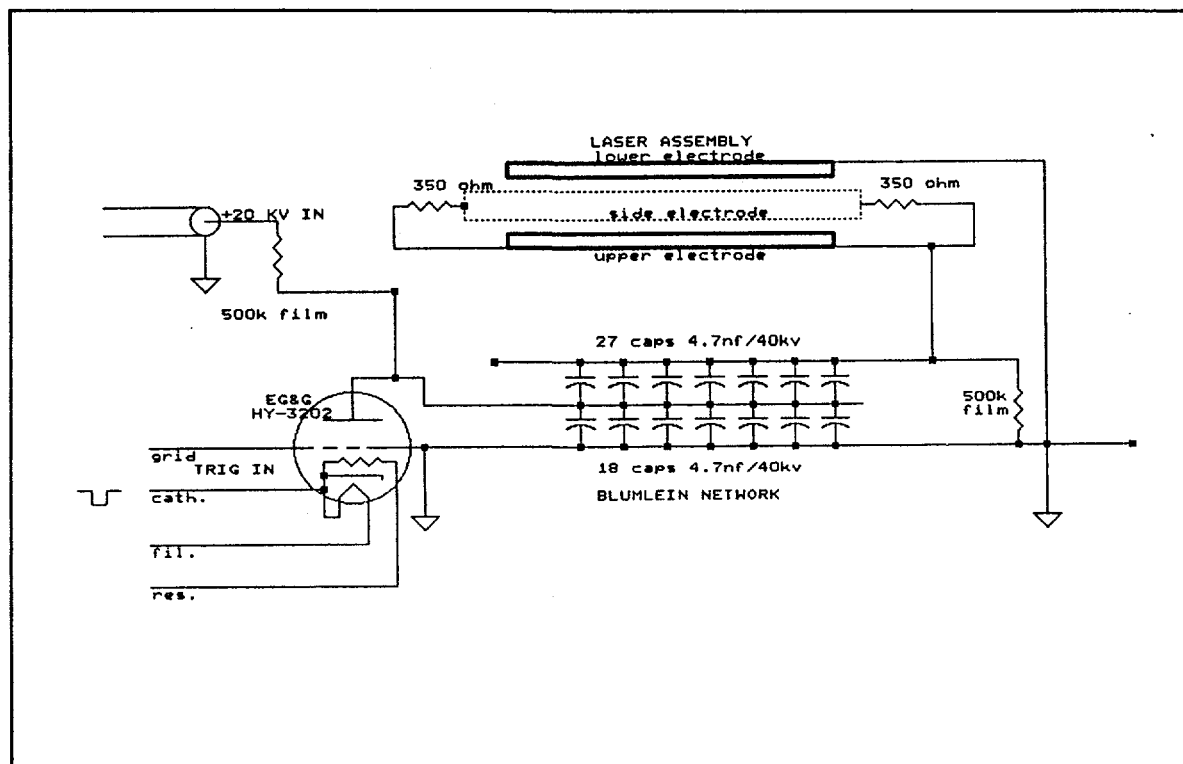 LASER ASSEMBLY
lower electrode
350 ohm
350 ohm
+20 KV IN
side electrode
upper electrode
500k film
27 caps 4.7nf/40kv
EG&G
HY-3202
500k
film
grid
TRIG IN
18 caps 4.7nf/40kv
cath.
BLUMLEIN NETWORK
fil.
res.